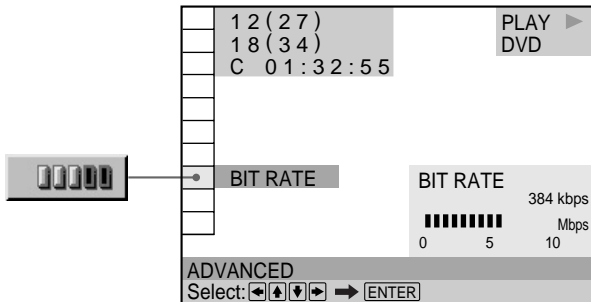 12(27)
18(34)
C 01:32:55
PLAY
DVD
BIT RATE
BIT RATE
384 kbps
Mbps
0 5 10
ADVANCED
Select: ENTER